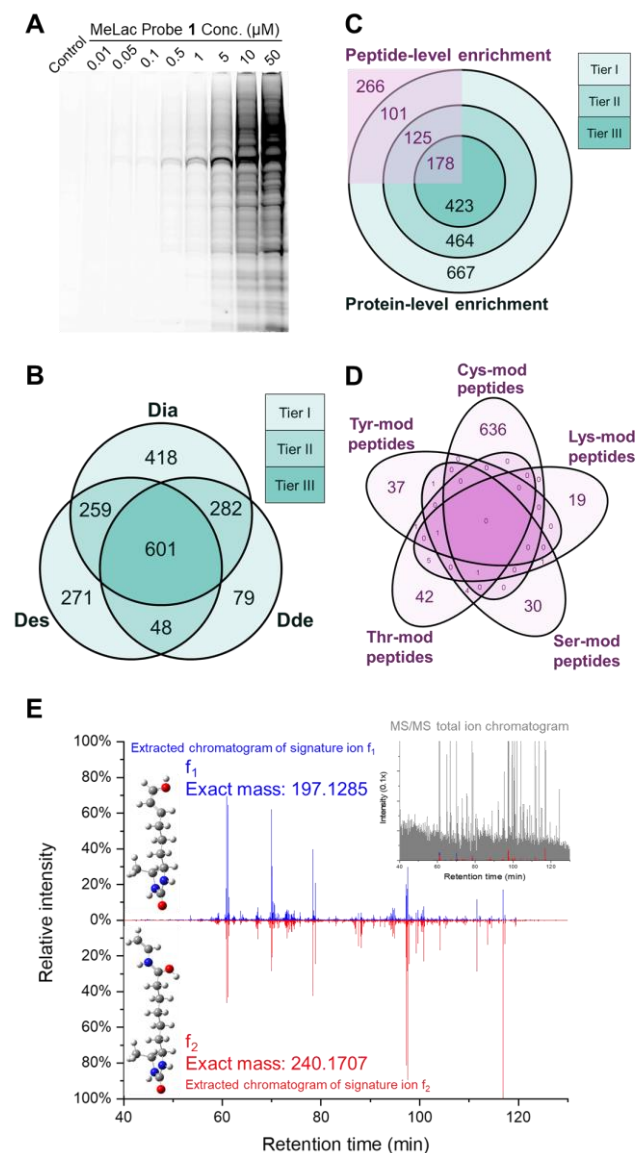 A
MeLac Probe 1 Conc. (µM)
Control
0.01
0.05
0.1
0.5
1
5
10
50
C
Peptide-level enrichment
266
101
125
178
423
464
667
Protein-level enrichment
Tier I
Tier II
Tier III
B
Dia
418
259
282
601
271
48
79
Des
Dde
Tier I
Tier II
Tier III
D
Cys-mod
peptides
Tyr-mod
peptides
Lys-mod
peptides
636
37
19
42
30
0
Thr-mod
peptides
Ser-mod
peptides
E
100%
80%
60%
40%
20%
0%
20%
40%
60%
80%
100%
Relative intensity
Extracted chromatogram of signature ion f1
f1
Exact mass: 197.1285
MS/MS total ion chromatogram
Intensity (0.1x)
40 60 80 100 120
Retention time (min)
f2
Exact mass: 240.1707
Extracted chromatogram of signature ion f2
40 60 80 100 120
Retention time (min)